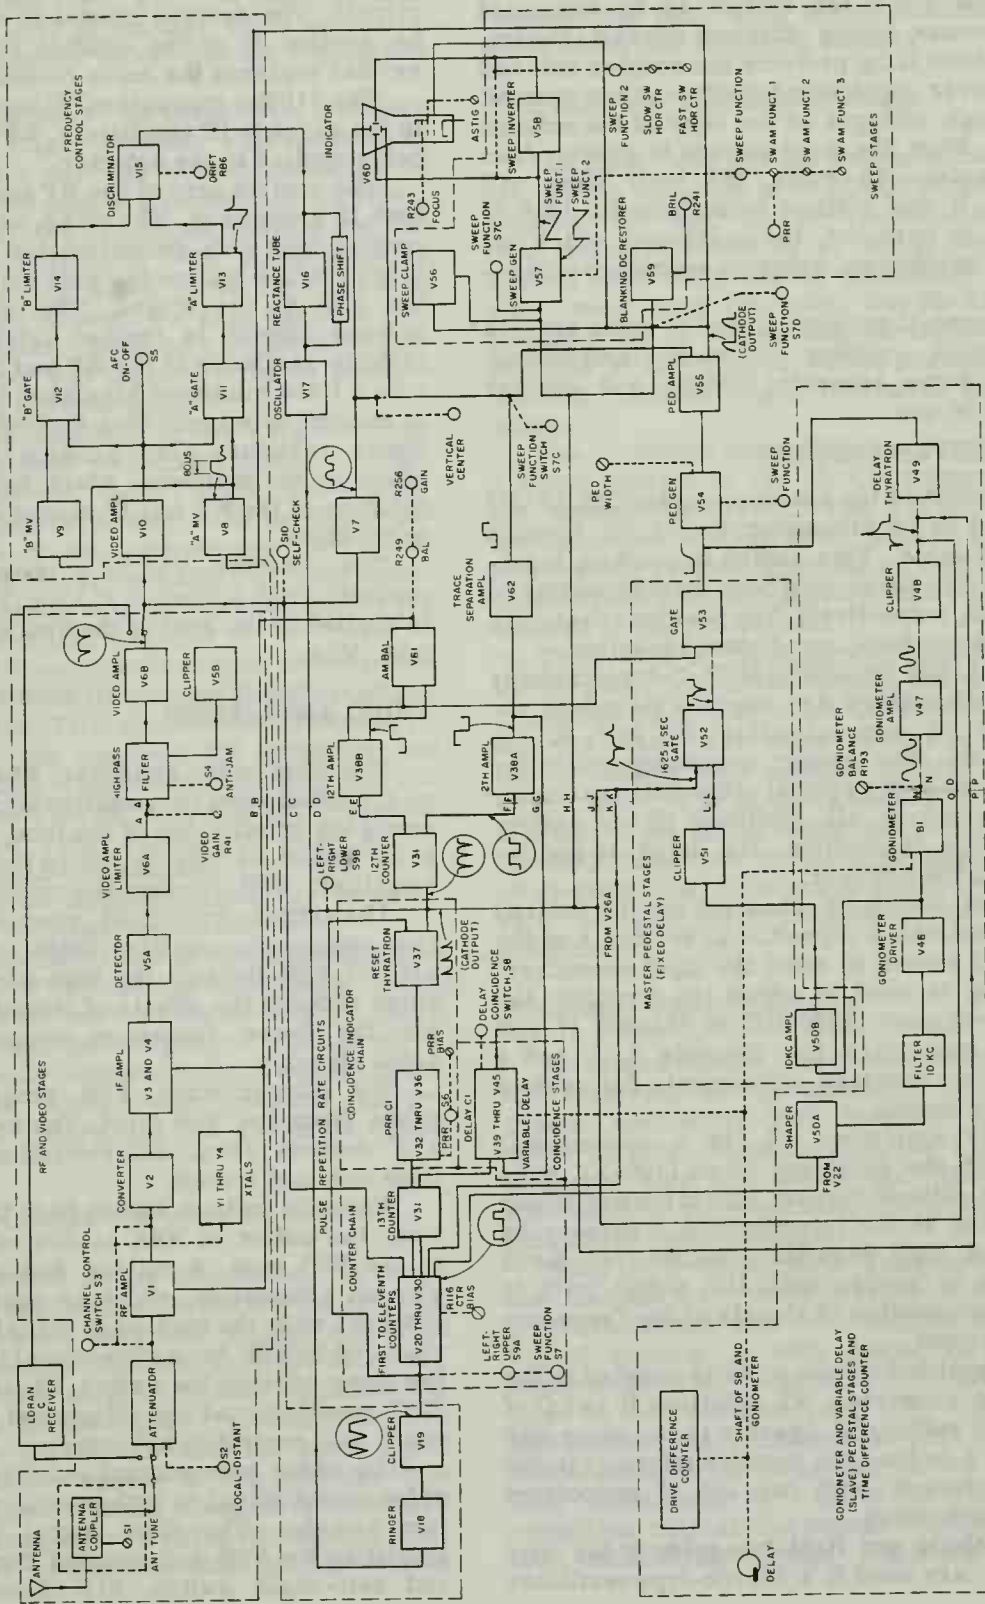 ANTENNA
ANTENNA
COUPLER
S1
ANT TUNE
LORAN
C
RECEIVER
ATTENUATOR
S2
LOCAL-DISTANT
CHANNEL CONTROL
SWITCH S3
RF AMPL
V1
CONVERTER
V2
Y1 THRU Y4
XTALS
RF AND VIDEO STAGES
IF AMPL
V3 AND V4
DETECTOR
V5A
VIDEO AMPL
LIMITER
V6A
A
A
VIDEO
GAIN
R41
HIGH PASS
FILTER
S4
ANTI-JAM
VIDEO AMPL
V6B
CLIPPER
V5B
"B" MV
V9
VIDEO AMPL
V10
"A" MV
V8
80US
"B" GATE
V12
AFC
ON-OFF
S5
"A" GATE
V11
"B" LIMITER
V14
"A" LIMITER
V13
DISCRIMINATOR
V15
DRIFT
R86
FREQUENCY
CONTROL STAGES
RINGER
V18
CLIPPER
V19
FIRST TO ELEVENTH
COUNTERS
V20 THRU V30
R116
CTR
BIAS
LEFT-
RIGHT
UPPER
S9A
SWEEP
FUNCTION
S7
COUNTER CHAIN
PULSE REPETITION RATE CIRCUITS
13TH
COUNTER
V31
COINCIDENCE INDICATOR
CHAIN
PRR C1
V32 THRU V36
PRR
S6
PRR
BIAS
DELAY C1
V39 THRU V45
VARIABLE DELAY
COINCIDENCE STAGES
DELAY
COINCIDENCE
SWITCH, S8
RESET
THYRATRON
V37
(CATHODE
OUTPUT)
LEFT-
RIGHT
LOWER
S9B
12TH
COUNTER
V31
12TH AMPL
V38B
2TH AMPL
V38A
B B
C C
D D
E E
F F
G G
H H
J J
K K
L L
N N
O O
P P
AM BAL
V61
R249
BAL
R256
GAIN
S10
SELF-CHECK
V7
OSCILLATOR
V17
REACTANCE TUBE
V16
PHASE SHIFT
VERTICAL
CENTER
TRACE
SEPARATION
AMPL
V62
SWEEP
FUNCTION
SWITCH
S7C
INDICATOR
V60
R243
FOCUS
ASTIG
SWEEP CLAMP
V56
SWEEP
FUNCTION
S7C
SWEEP GEN
V57
SWEEP
FUNCT. 1
SWEEP
FUNCT. 2
SWEEP INVERTER
V58
SWEEP
FUNCTION 2
SLOW SW
HOR CTR
FAST SW
HOR CTR
BLANKING DC RESTORER
V59
BRIL
R241
SWEEP FUNCTION
SW AM FUNCT 1
SW AM FUNCT 2
SW AM FUNCT 3
PRR
SWEEP STAGES
PED AMPL
V55
(CATHODE
OUTPUT)
SWEEP
FUNCTION
S7D
PED
WIDTH
PED GEN
V54
SWEEP
FUNCTION
GATE
V53
1625 μ SEC
GATE
V52
CLIPPER
V51
FROM V26A
MASTER PEDESTAL STAGES
(FIXED DELAY)
10KC AMPL
V50B
SHAPER
V50A
FROM
V22
FILTER
10 KC
GONIOMETER
DRIVER
V46
GONIOMETER
B1
GONIOMETER
BALANCE
R193
GONIOMETER
AMPL
V47
CLIPPER
V48
DELAY
THYRATRON
V49
DRIVE DIFFERENCE
COUNTER
DELAY
SHAFT OF S8 AND
GONIOMETER
GONIOMETER AND VARIABLE DELAY
(SLAVE) PEDESTAL STAGES AND
TIME DIFFERENCE COUNTER